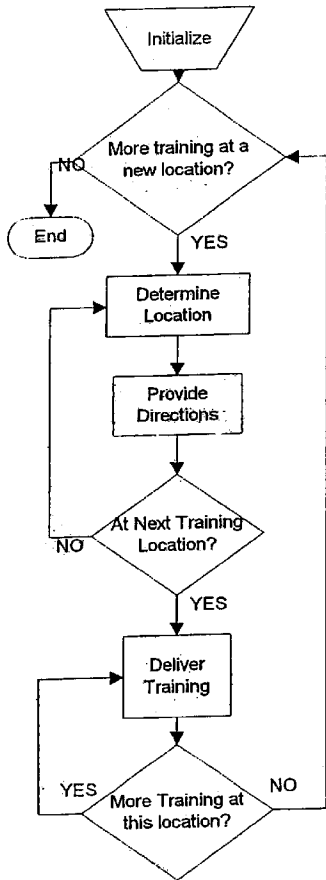 Initialize
More training at a
new location?
NO
End
YES
Determine
Location
Provide
Directions
At Next Training
Location?
NO
YES
Deliver
Training
YES
NO
More Training at
this location?